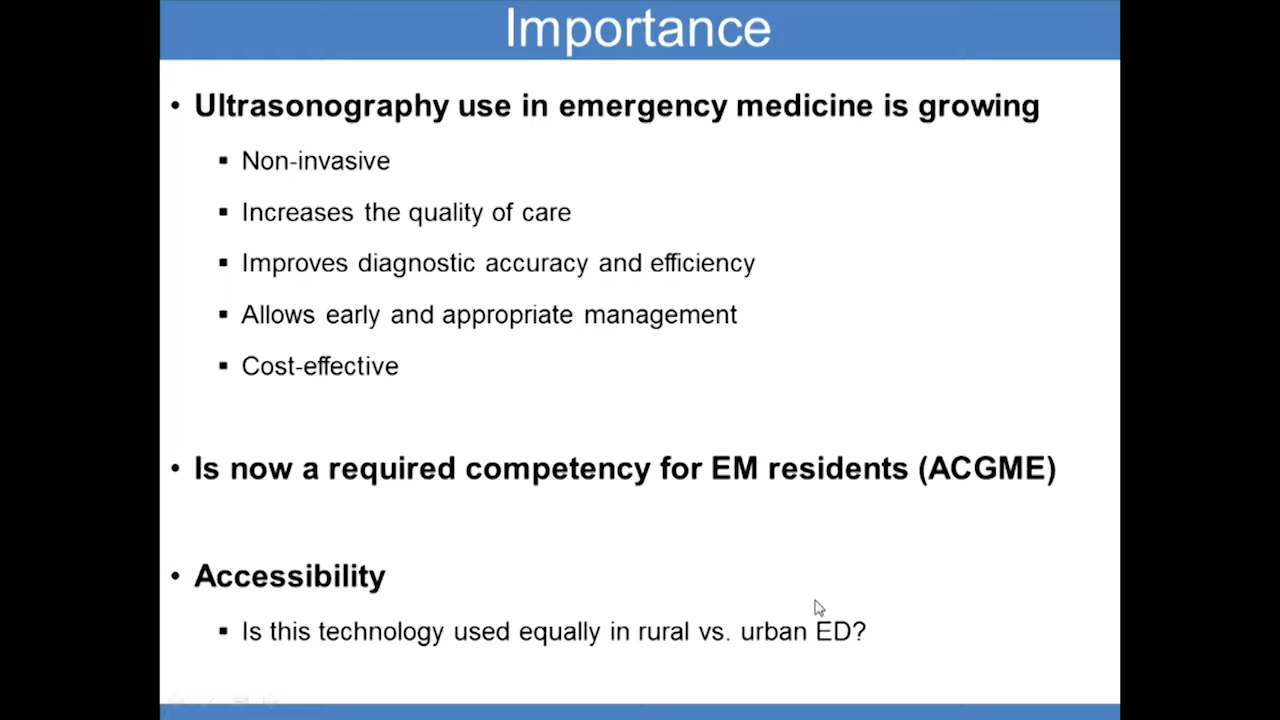 Importance
• Ultrasonography use in emergency medicine is growing
▪ Non-invasive
▪ Increases the quality of care
▪ Improves diagnostic accuracy and efficiency
▪ Allows early and appropriate management
▪ Cost-effective
• Is now a required competency for EM residents (ACGME)
• Accessibility
▪ Is this technology used equally in rural vs. urban ED?